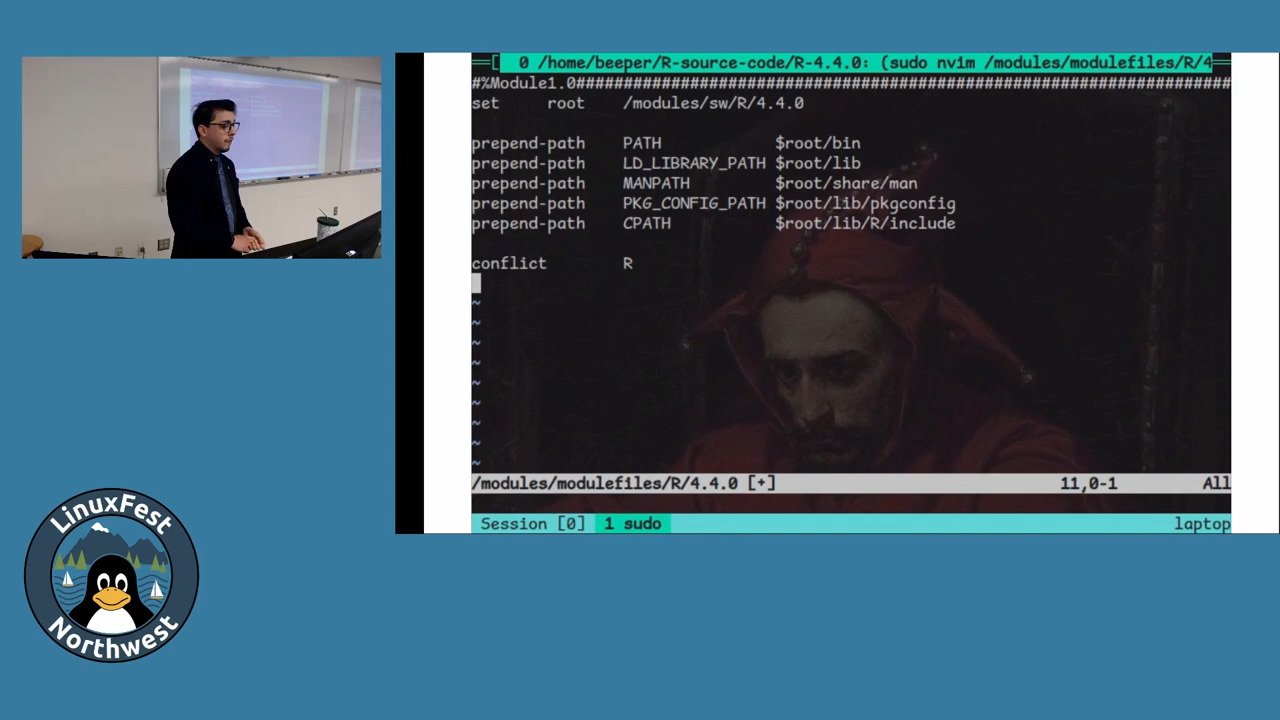 ══[  0 /home/beeper/R-source-code/R-4.4.0: (sudo nvim /modules/modulefiles/R/4══
#%Module1.0#####################################################################
set     root    /modules/sw/R/4.4.0
prepend-path    PATH            $root/bin
prepend-path    LD_LIBRARY_PATH $root/lib
prepend-path    MANPATH         $root/share/man
prepend-path    PKG_CONFIG_PATH $root/lib/pkgconfig
prepend-path    CPATH           $root/lib/R/include
conflict        R
~
~
~
~
~
~
~
~
~
/modules/modulefiles/R/4.4.0 [+]                              11,0-1         All
Session [0]  1 sudo                                                       laptop
LinuxFest
Northwest